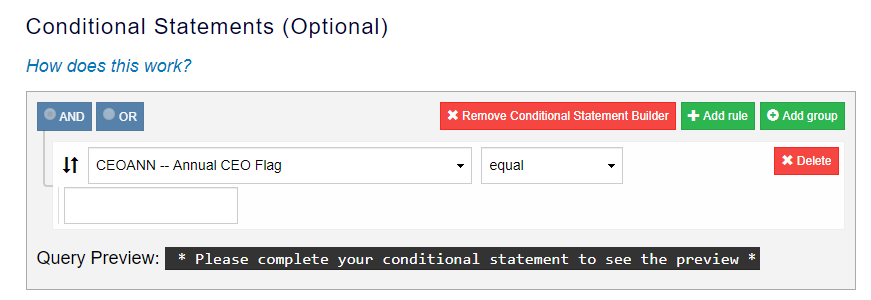 Conditional Statements (Optional)
How does this work?
AND OR Remove Conditional Statement Builder Add rule Add group
CEOANN -- Annual CEO Flag equal Delete
Query Preview: * Please complete your conditional statement to see the preview *